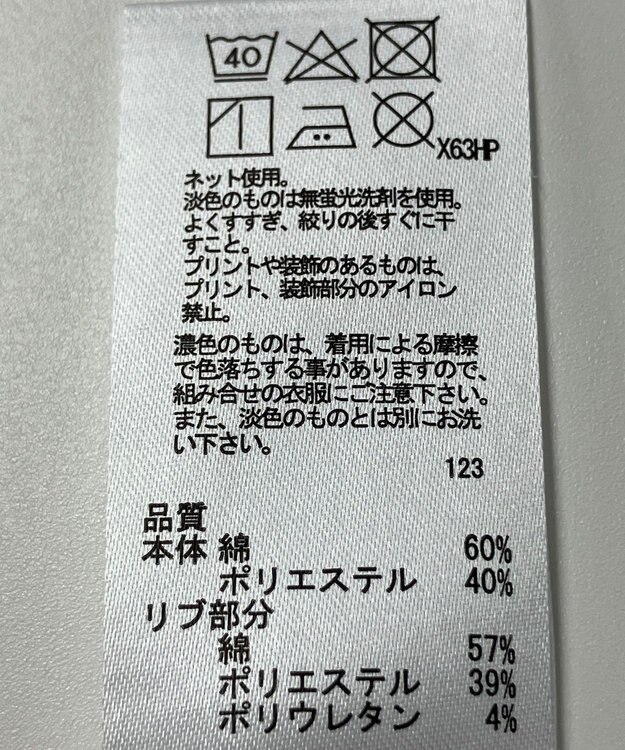 40
X63HP
ネット使用。
淡色のものは無蛍光洗剤を使用。
よくすすぎ、絞りの後すぐに干
すこと。
プリントや装飾のあるものは、
プリント、装飾部分のアイロン
禁止。
濃色のものは、着用による摩擦
で色落ちする事がありますので、
組み合せの衣服にご注意下さい。
また、淡色のものとは別にお洗
い下さい。
123
品質
本体 綿 60%
ポリエステル 40%
リブ部分
綿 57%
ポリエステル 39%
ポリウレタン 4%